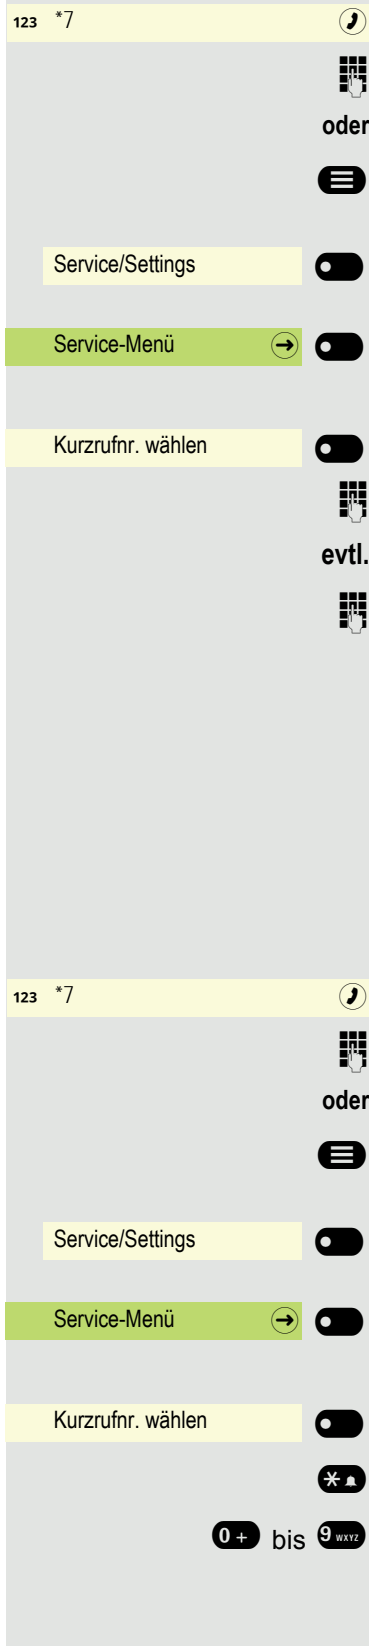 123 *7
oder
Service/Settings
Service-Menü
Kurzrufnr. wählen
evtl.
123 *7
oder
Service/Settings
Service-Menü
Kurzrufnr. wählen
0 + bis 9 WXYZ